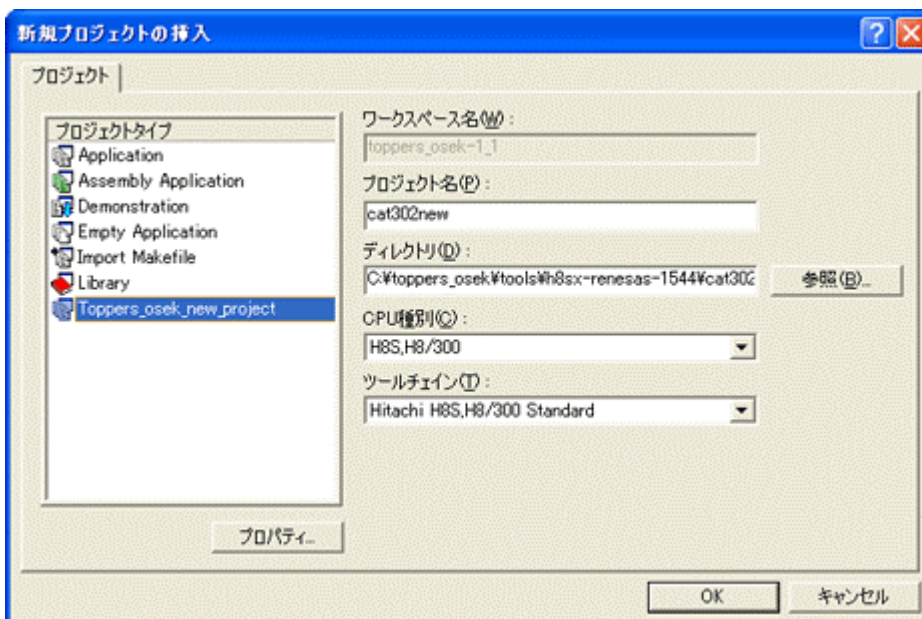 新規プロジェクトの挿入
プロジェクト
プロジェクトタイプ
Application
Assembly Application
Demonstration
Empty Application
Import Makefile
Library
Toppers_osek_new_project
プロパティ...
ワークスペース名(W):
toppers_osek-1_1
プロジェクト名(P):
cat302new
ディレクトリ(D):
C:¥toppers_osek¥tools¥h8sx-renesas-1544¥cat302
参照(B)...
CPU種別(C):
H8S,H8/300
ツールチェイン(T):
Hitachi H8S,H8/300 Standard
OK
キャンセル